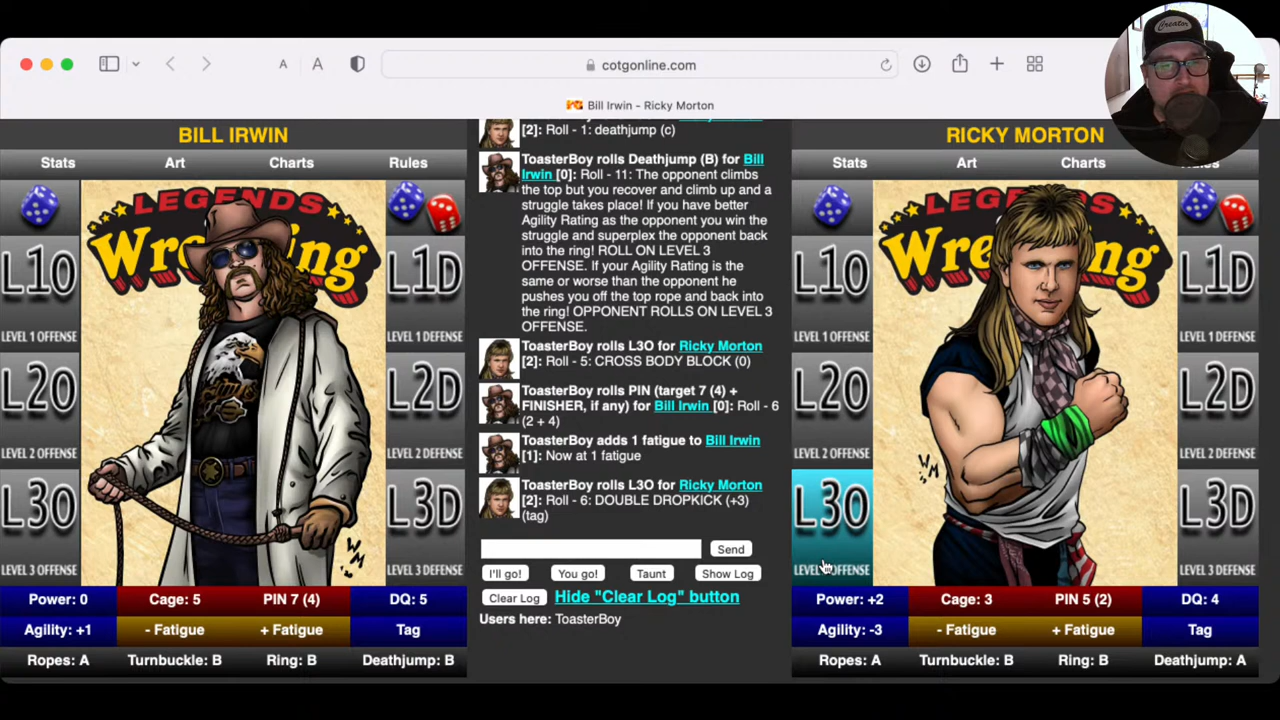 Creator
A A
cotgonline.com
Bill Irwin - Ricky Morton
BILL IRWIN
Stats Art Charts Rules
LEGENDS
Wrestling
L1O
LEVEL 1 OFFENSE
L2O
LEVEL 2 OFFENSE
L3O
LEVEL 3 OFFENSE
L1D
LEVEL 1 DEFENSE
L2D
LEVEL 2 DEFENSE
L3D
LEVEL 3 DEFENSE
Power: 0 Cage: 5 PIN 7 (4) DQ: 5
Agility: +1 - Fatigue + Fatigue Tag
Ropes: A Turnbuckle: B Ring: B Deathjump: B
[2]: Roll - 1: deathjump (c)
ToasterBoy rolls Deathjump (B) for Bill
Irwin [0]: Roll - 11: The opponent climbs
the top but you recover and climb up and a
struggle takes place! If you have better
Agility Rating as the opponent you win the
struggle and superplex the opponent back
into the ring! ROLL ON LEVEL 3
OFFENSE. If your Agility Rating is the
same or worse than the opponent he
pushes you off the top rope and back into
the ring! OPPONENT ROLLS ON LEVEL 3
OFFENSE.
ToasterBoy rolls L3O for Ricky Morton
[2]: Roll - 5: CROSS BODY BLOCK (0)
ToasterBoy rolls PIN (target 7 (4) +
FINISHER, if any) for Bill Irwin [0]: Roll - 6
(2 + 4)
ToasterBoy adds 1 fatigue to Bill Irwin
[1]: Now at 1 fatigue
ToasterBoy rolls L3O for Ricky Morton
[2]: Roll - 6: DOUBLE DROPKICK (+3)
(tag)
Send
I'll go! You go! Taunt Show Log
Clear Log Hide "Clear Log" button
Users here: ToasterBoy
RICKY MORTON
Stats Art Charts Rules
LEGENDS
Wrestling
L1O
LEVEL 1 OFFENSE
L2O
LEVEL 2 OFFENSE
L3O
LEVEL 3 OFFENSE
L1D
LEVEL 1 DEFENSE
L2D
LEVEL 2 DEFENSE
L3D
LEVEL 3 DEFENSE
Power: +2 Cage: 3 PIN 5 (2) DQ: 4
Agility: -3 - Fatigue + Fatigue Tag
Ropes: A Turnbuckle: B Ring: B Deathjump: A